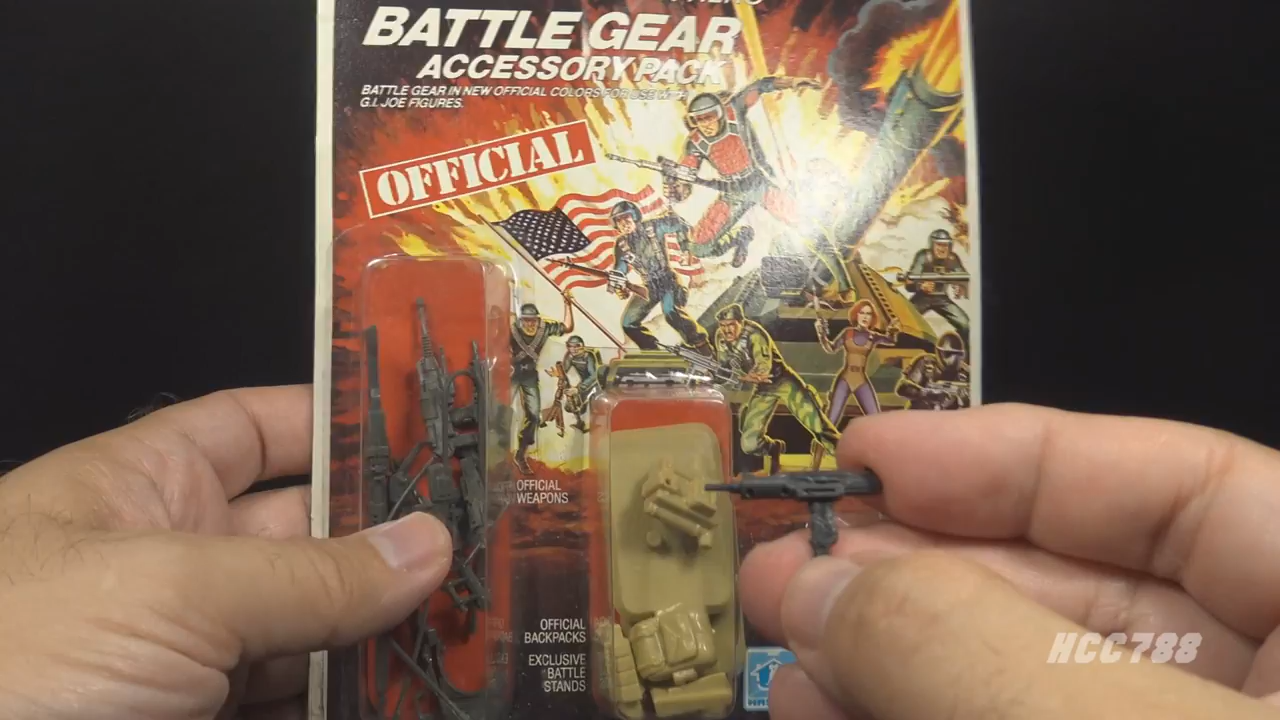 BATTLE GEAR
ACCESSORY PACK
BATTLE GEAR IN NEW OFFICIAL COLORS FOR USE WITH
G.I. JOE FIGURES.
OFFICIAL
OFFICIAL
WEAPONS
OFFICIAL
BACKPACKS
EXCLUSIVE
BATTLE
STANDS
HCC788